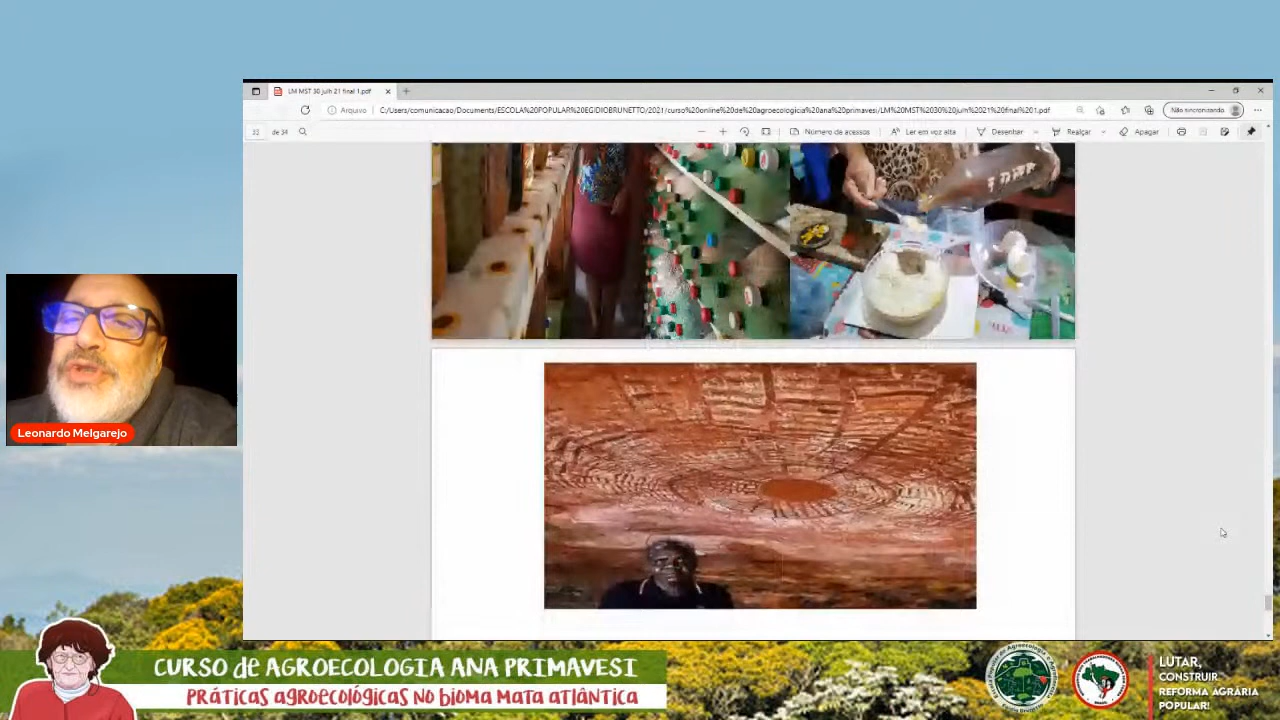 LM MST 30 julh 21 final 1.pdf
Arquivo
C:/Users/comunicacao/Documents/ESCOLA%20POPULAR%20EGIDIOBRUNETTO/2021/curso%20online%20de%20agroecologicia%20ana%20primavesi/LM%20MST%2030%20julh%2021%20final%201.pdf
Não sincronizando
de 34
Número de acessos
Ler em voz alta
Desenhar
Realçar
Apagar
Leonardo Melgarejo
CURSO de AGROECOLOGIA ANA PRIMAVESI
PRÁTICAS AGROECOLÓGICAS NO BIOMA MATA ATLÂNTICA
LUTAR,
CONSTRUIR
REFORMA AGRÁRIA
POPULAR!